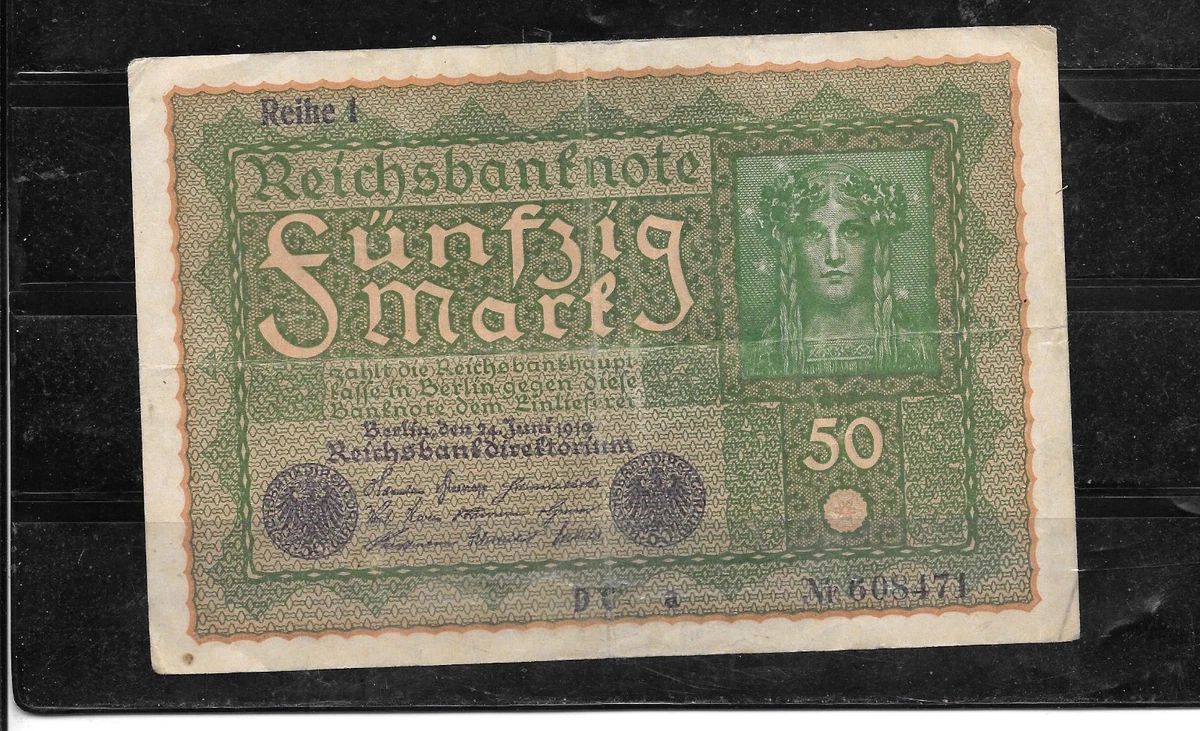 Reihe 1
Reichsbanknote
Fünfzig
Mark
zahlt die Reichsbankhaupt
kasse in Berlin gegen diese
Banknote dem Einlieferer
Berlin, den 24. Juni 1919
Reichsbankdirektorium
50
a
№ 608471